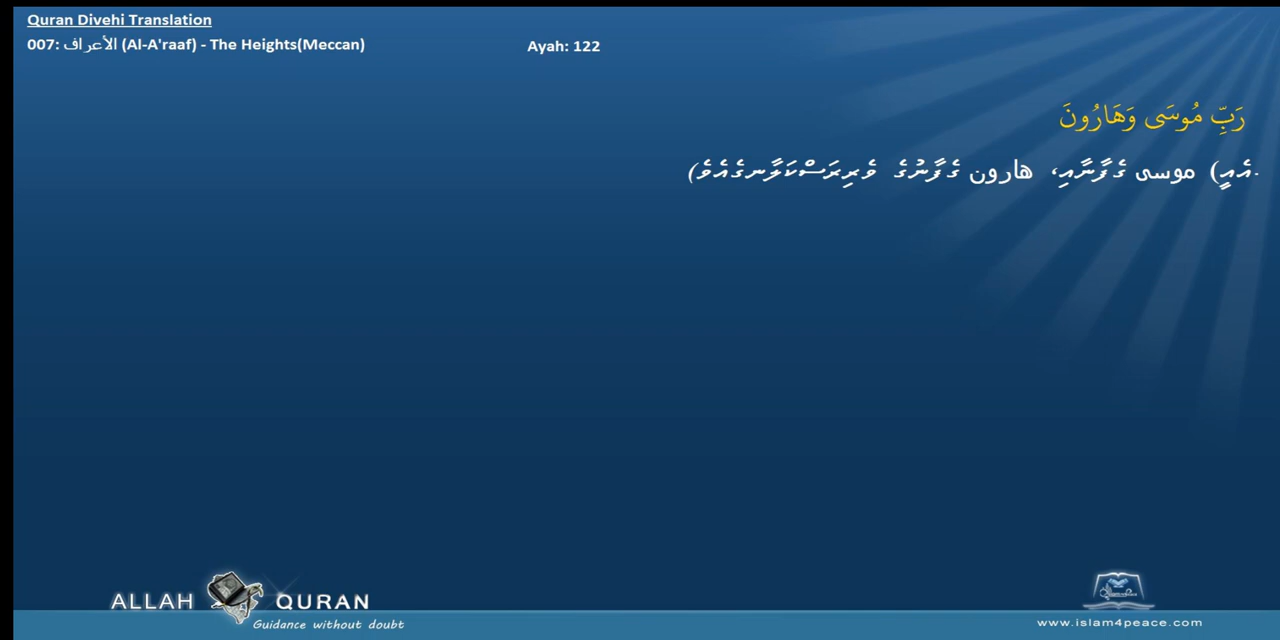 Quran Divehi Translation
007: الأعراف (Al-A'raaf) - The Heights(Meccan)
Ayah: 122
رَبِّ مُوسَى وَهَارُونَ
އެއީ) موسى ގެފާނާއި، هارون ގެފާނުގެ ވެރިރަސްކަލާނގެއެވެ).
ALLAH QURAN
Guidance without doubt
www.islam4peace.com